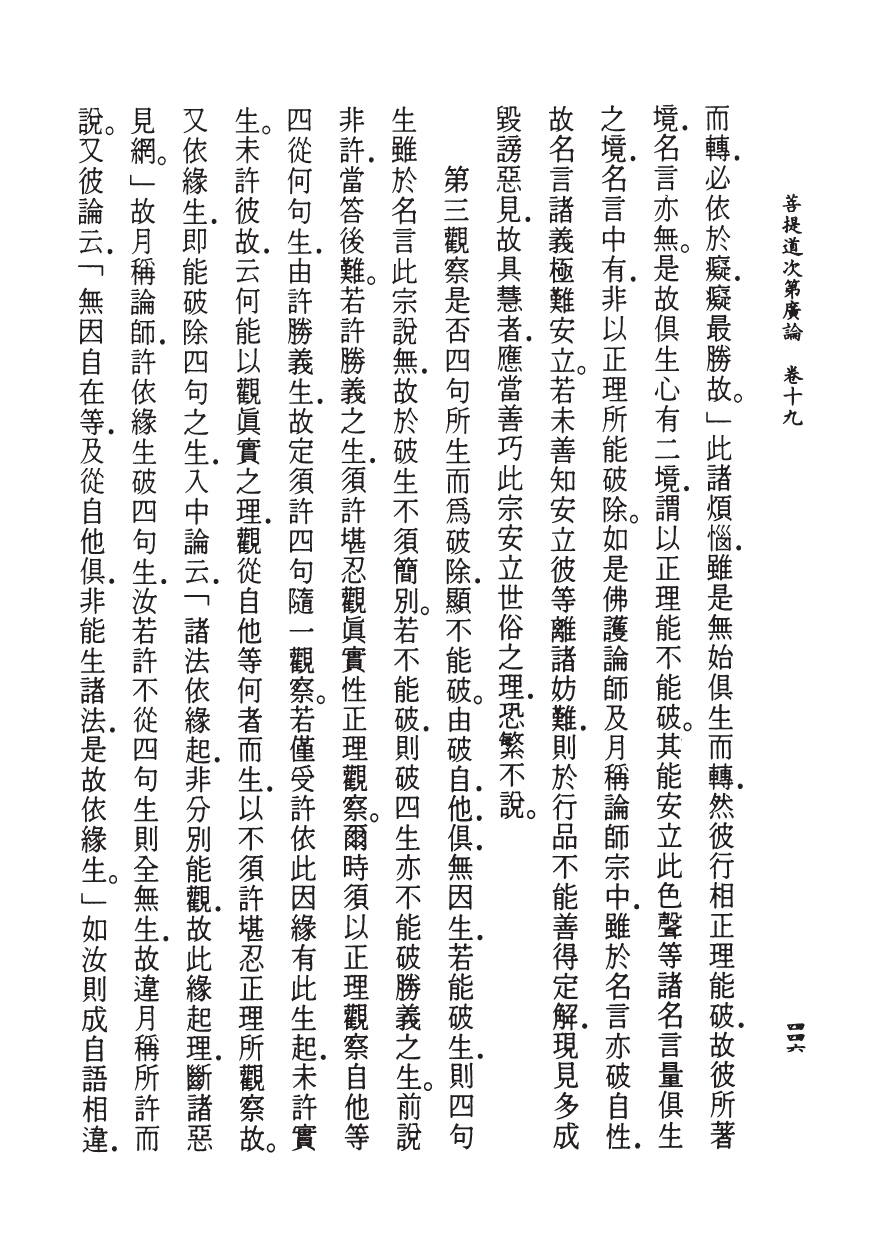 菩提道次第廣論　卷十九
四四六
而轉．必依於癡．癡最勝故。」此諸煩惱．雖是無始俱生而轉．然彼行相正理能破．故彼所著
境．名言亦無。是故俱生心有二境．謂以正理能不能破。其能安立此色聲等諸名言量俱生
之境．名言中有．非以正理所能破除。如是佛護論師及月稱論師宗中．雖於名言亦破自性．
故名言諸義極難安立。若未善知安立彼等離諸妨難．則於行品不能善得定解．現見多成
毀謗惡見．故具慧者．應當善巧此宗安立世俗之理．恐繁不說。
第三觀察是否四句所生而爲破除．顯不能破。由破自．他．俱．無因生．若能破生．則四句
生雖於名言此宗說無．故於破生不須簡別。若不能破．則破四生亦不能破勝義之生。前說
非許．當答後難。若許勝義之生．須許堪忍觀眞實性正理觀察。爾時須以正理觀察自他等
四從何句生．由許勝義生．故定須許四句隨一觀察。若僅受許依此因緣有此生起．未許實
生。未許彼故．云何能以觀眞實之理．觀從自他等何者而生．以不須許堪忍正理所觀察故。
又依緣生．即能破除四句之生．入中論云．「諸法依緣起．非分別能觀．故此緣起理．斷諸惡
見網。」故月稱論師．許依緣生破四句生．汝若許不從四句生則全無生．故違月稱所許而
說。又彼論云．「無因自在等．及從自他俱．非能生諸法．是故依緣生。」如汝則成自語相違．